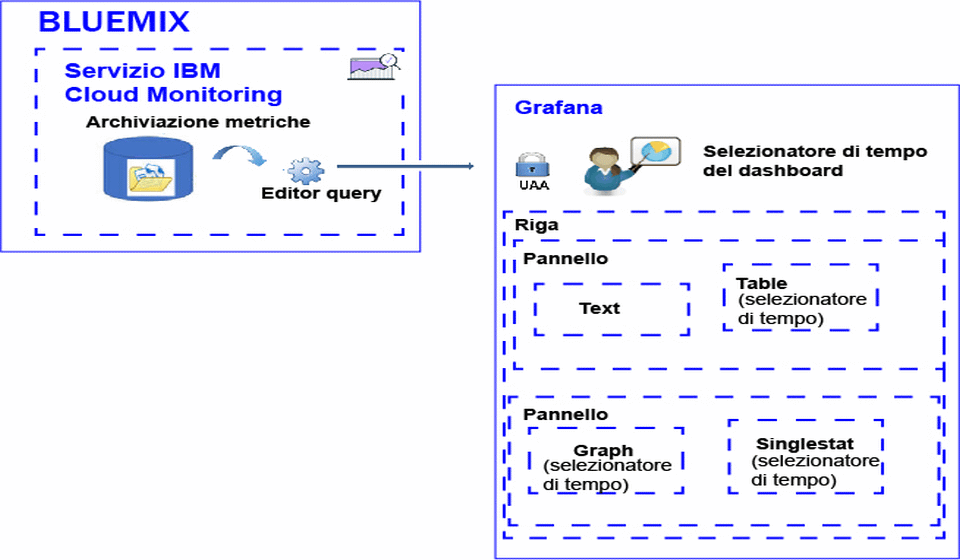 BLUEMIX
Servizio IBM
Cloud Monitoring
Archiviazione metriche
Editor query
Grafana
UAA
Selezionatore di tempo
del dashboard
Riga
Pannello
Text
Table
(selezionatore
di tempo)
Pannello
Graph
(selezionatore
di tempo)
Singlestat
(selezionatore
di tempo)